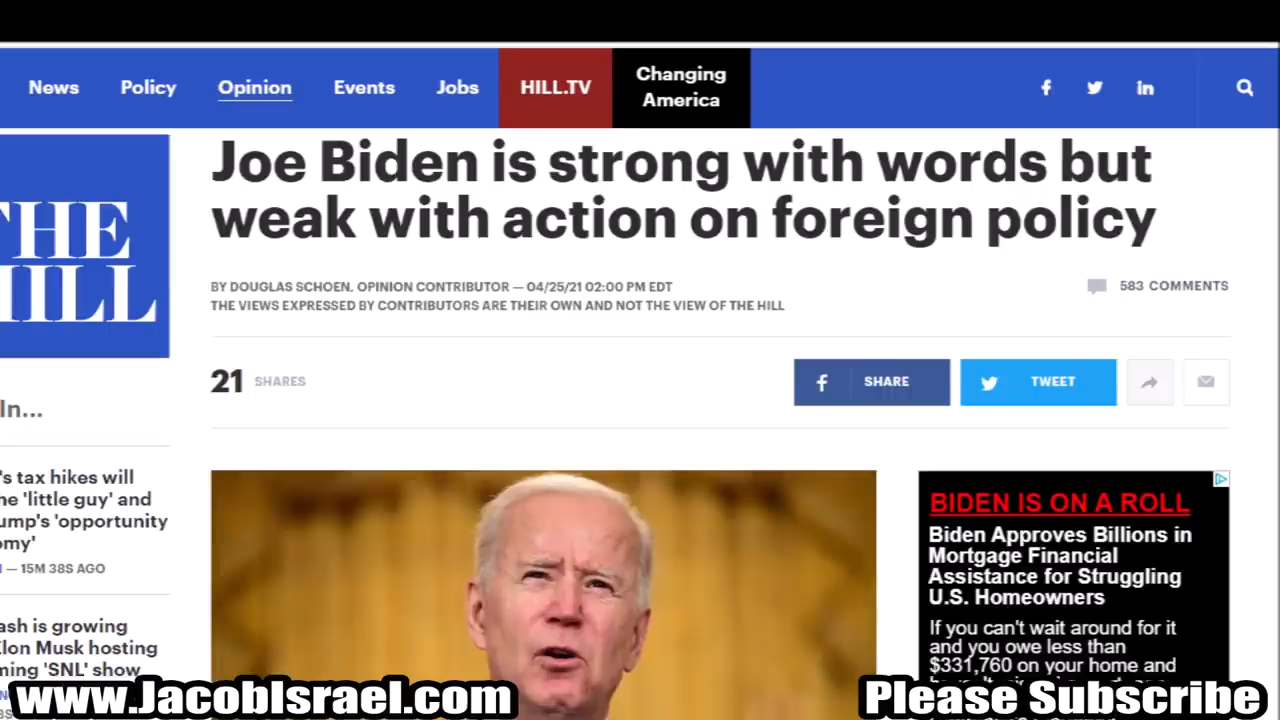 News
Policy
Opinion
Events
Jobs
HILL.TV
Changing
America
THE
HILL
Joe Biden is strong with words but
weak with action on foreign policy
BY DOUGLAS SCHOEN, OPINION CONTRIBUTOR — 04/25/21 02:00 PM EDT
THE VIEWS EXPRESSED BY CONTRIBUTORS ARE THEIR OWN AND NOT THE VIEW OF THE HILL
583 COMMENTS
21 SHARES
SHARE
TWEET
In...
's tax hikes will
he 'little guy' and
ump's 'opportunity
omy'
— 15M 38S AGO
ash is growing
Elon Musk hosting
ming 'SNL' show
BIDEN IS ON A ROLL
Biden Approves Billions in
Mortgage Financial
Assistance for Struggling
U.S. Homeowners
If you can't wait around for it
and you owe less than
$331,760 on your home and
www.JacobIsrael.com
Please Subscribe